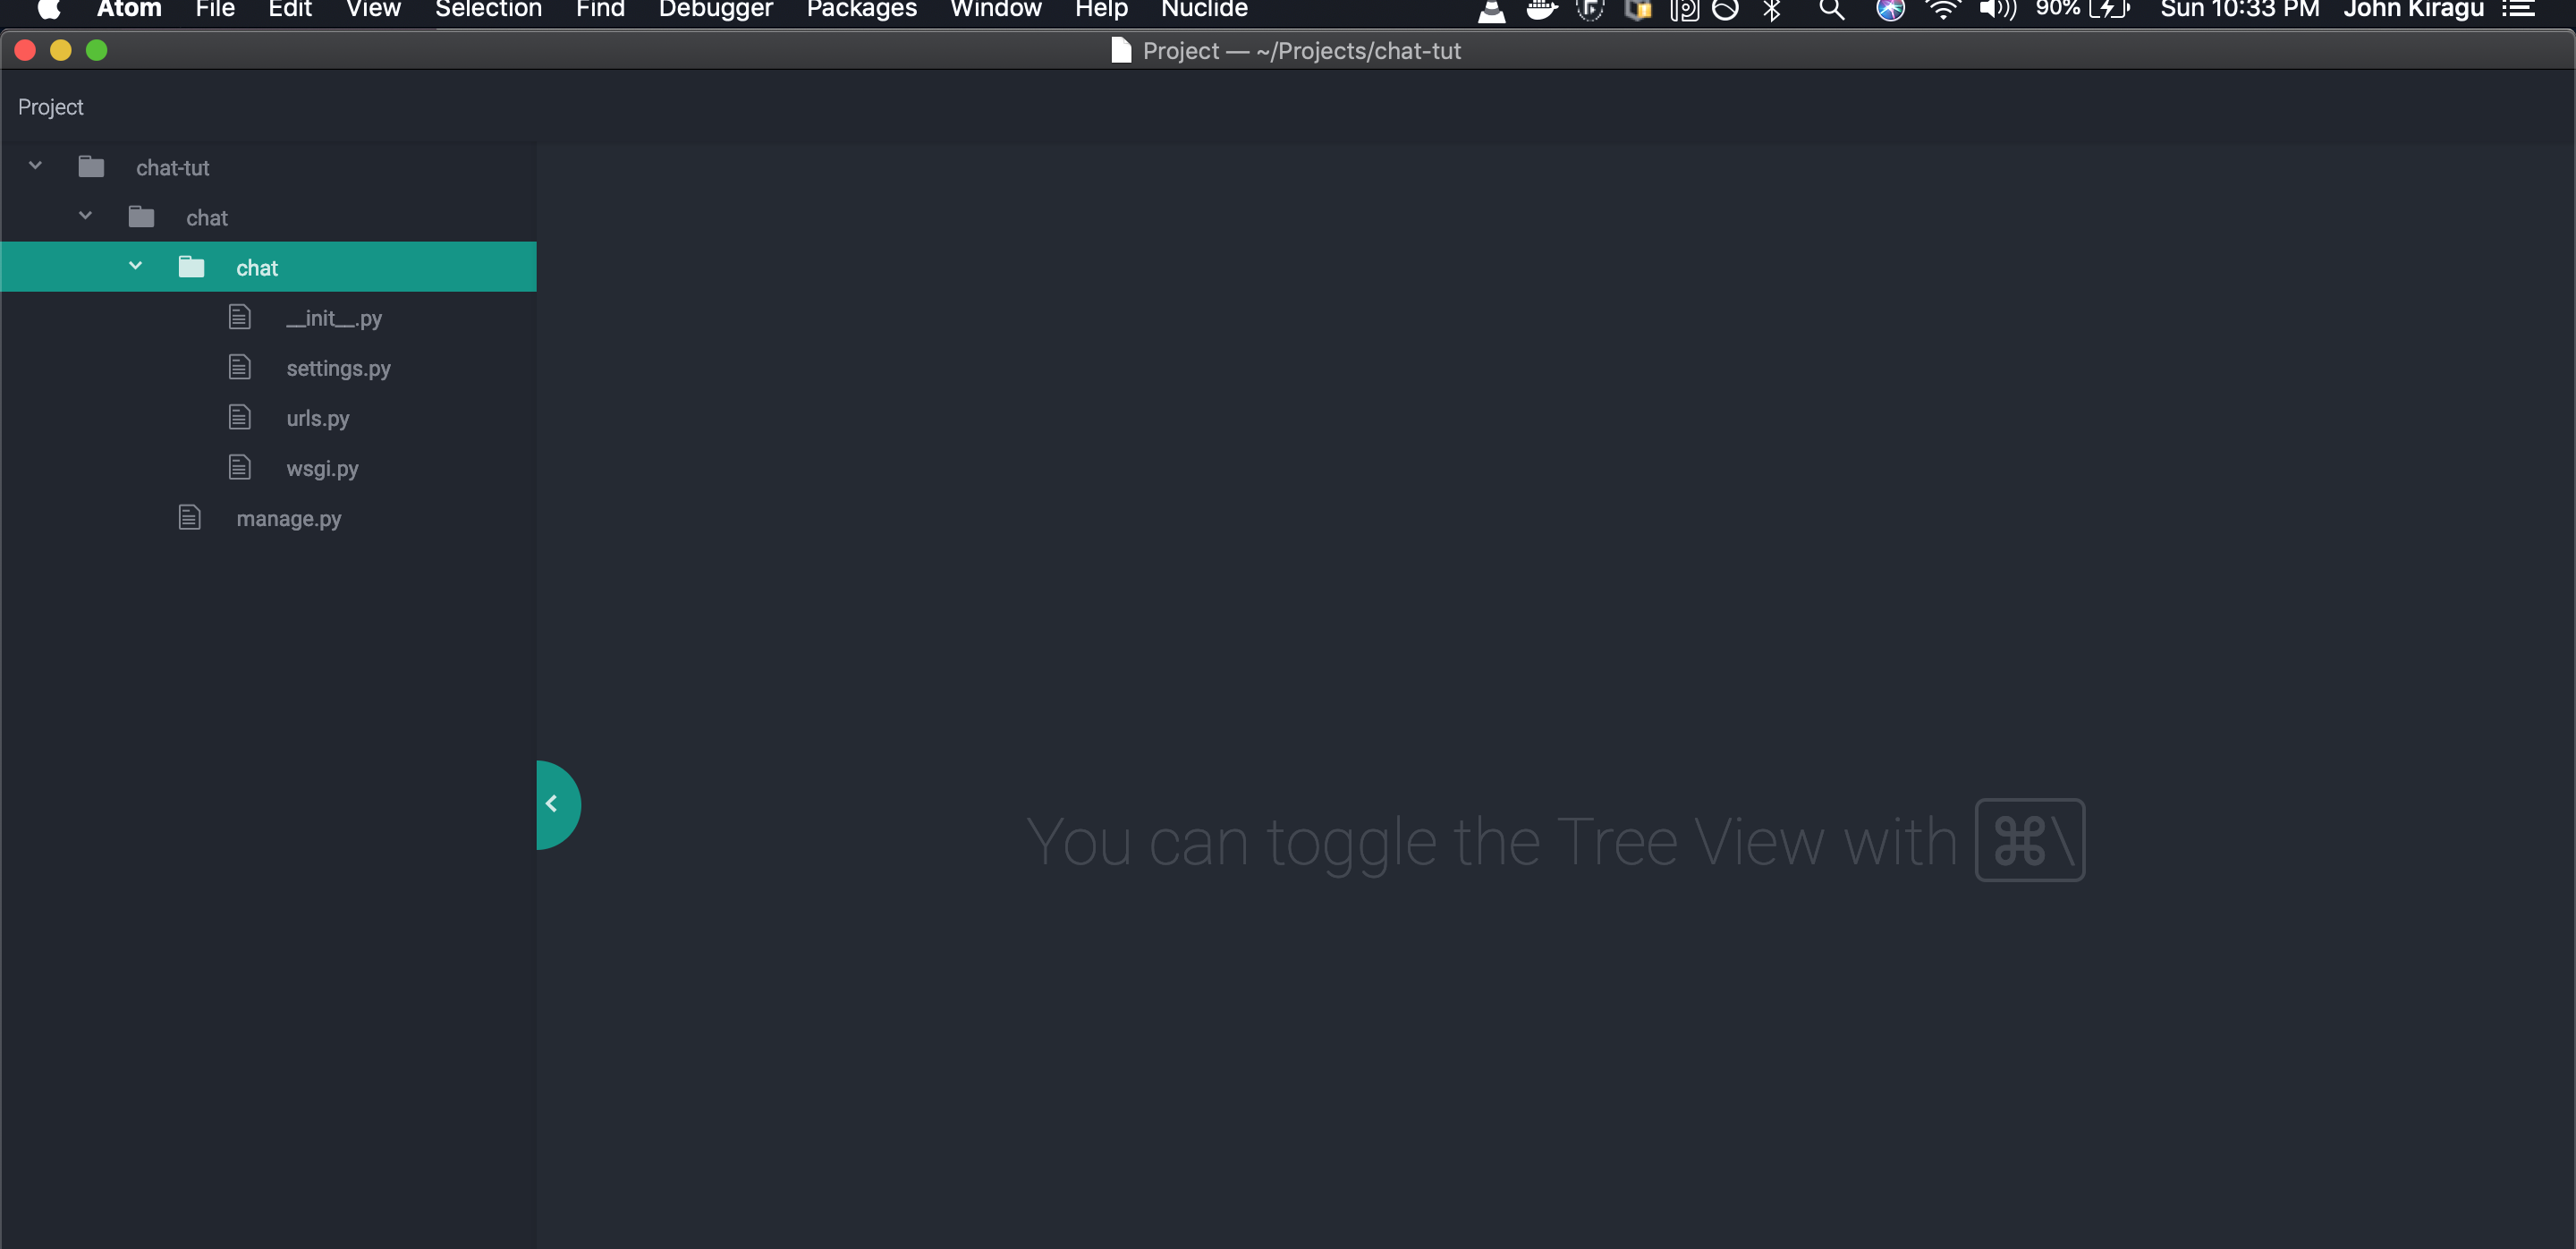 Atom File Edit View Selection Find Debugger Packages Window Help Nuclide 90% Sun 10:33 PM John Kiragu
Project — ~/Projects/chat-tut
Project
chat-tut
chat
chat
__init__.py
settings.py
urls.py
wsgi.py
manage.py
You can toggle the Tree View with ⌘\